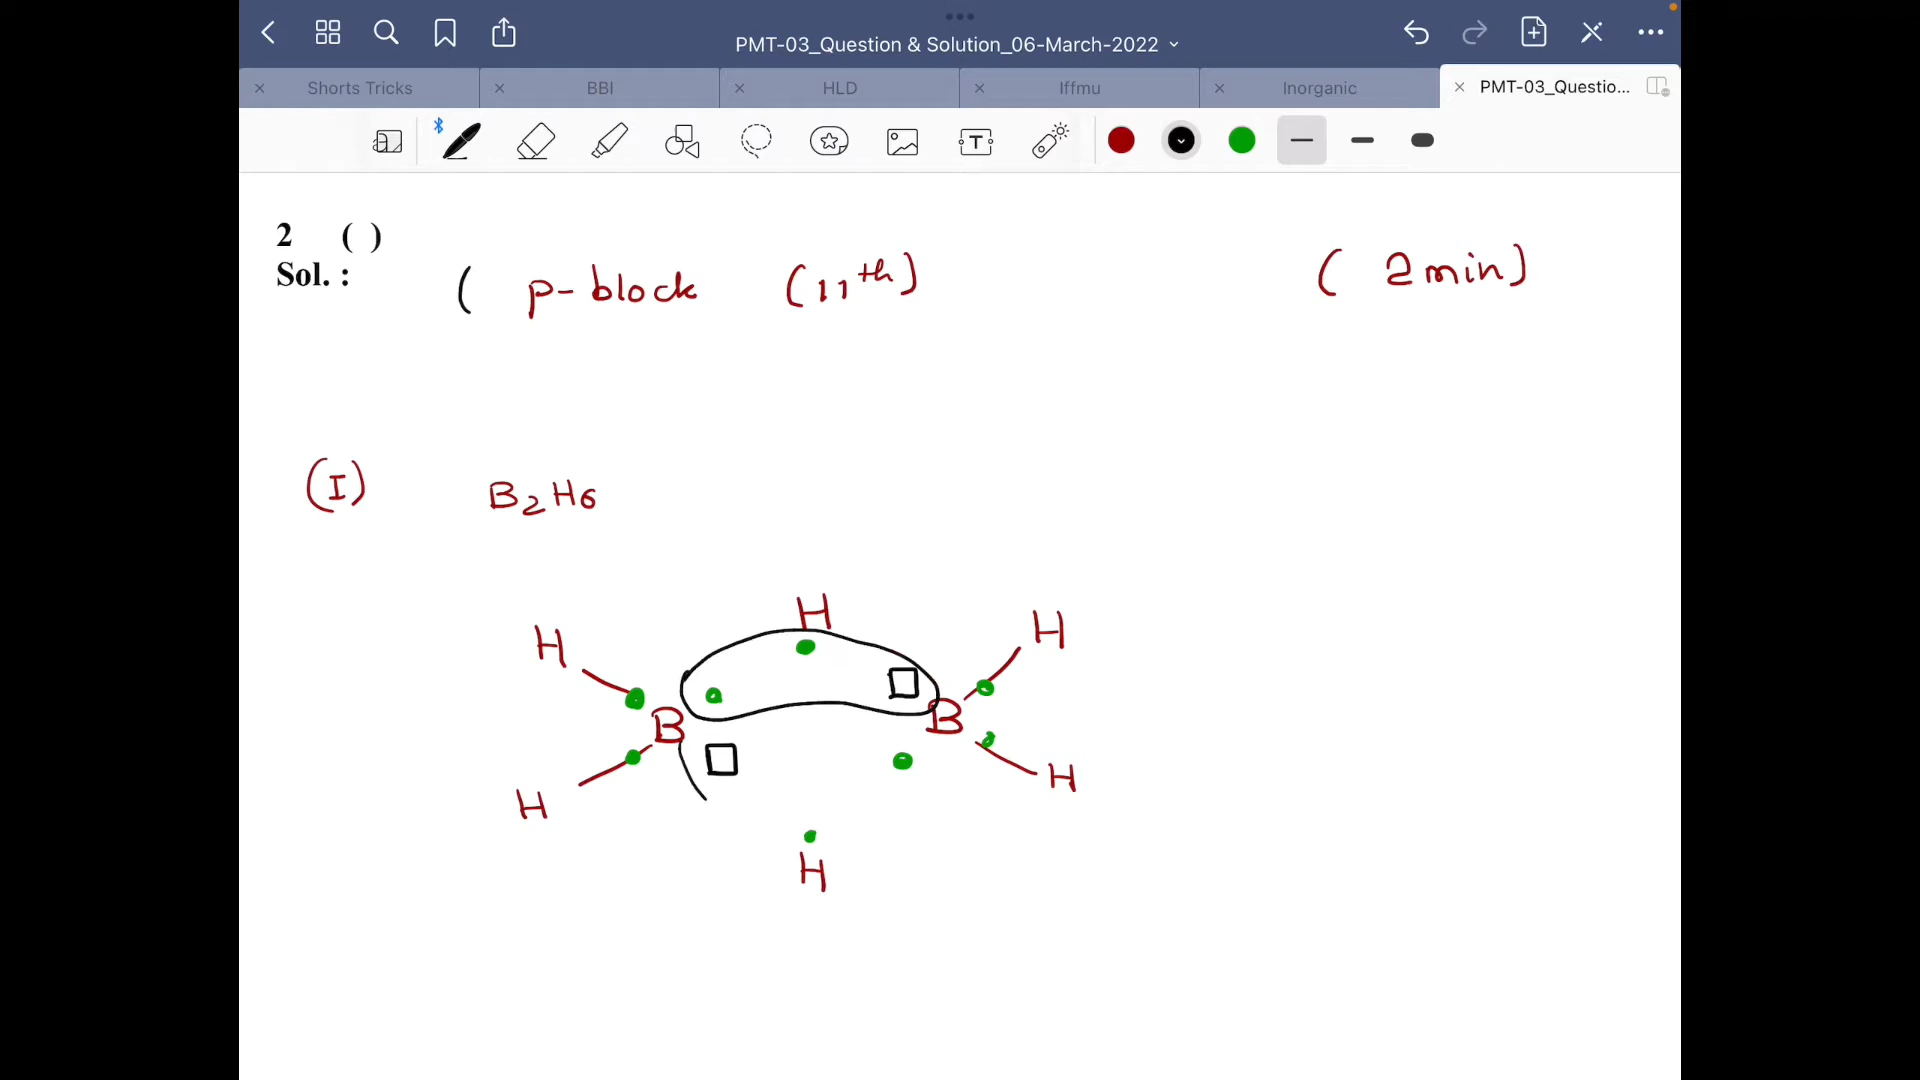 PMT-03_Question & Solution_06-March-2022
Shorts Tricks
BBI
HLD
Iffmu
Inorganic
PMT-03_Questio...
2 ( )
Sol. : ( p-block (11th) ( 2 min)
(I) B2H6
H
H H
B B
H H
H